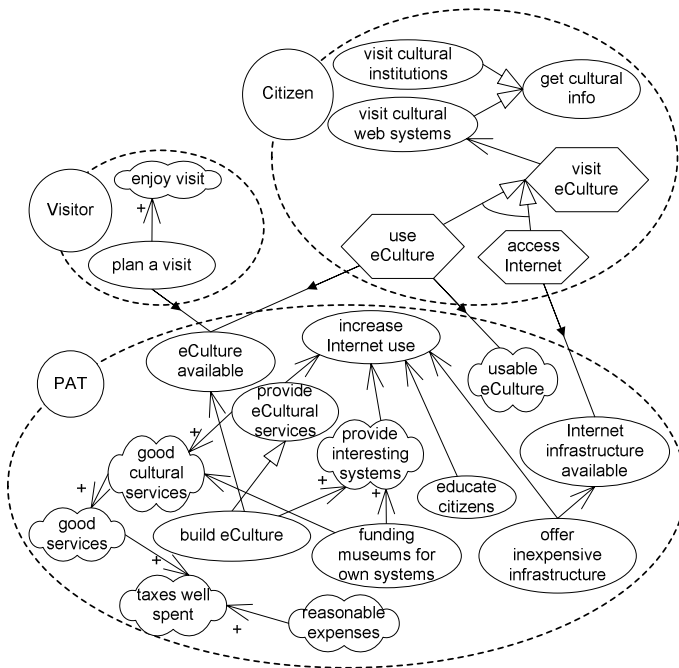 Citizen
visit cultural
institutions
get cultural
info
visit cultural
web systems
visit
eCulture
use
eCulture
access
Internet
Visitor
enjoy visit
+
plan a visit
PAT
eCulture
available
increase
Internet use
usable
eCulture
provide
eCultural
services
+
good
cultural
services
provide
interesting
systems
+
+
Internet
infrastructure
available
educate
citizens
+
good
services
build eCulture
funding
museums for
own systems
offer
inexpensive
infrastructure
+
taxes well
spent
+
reasonable
expenses